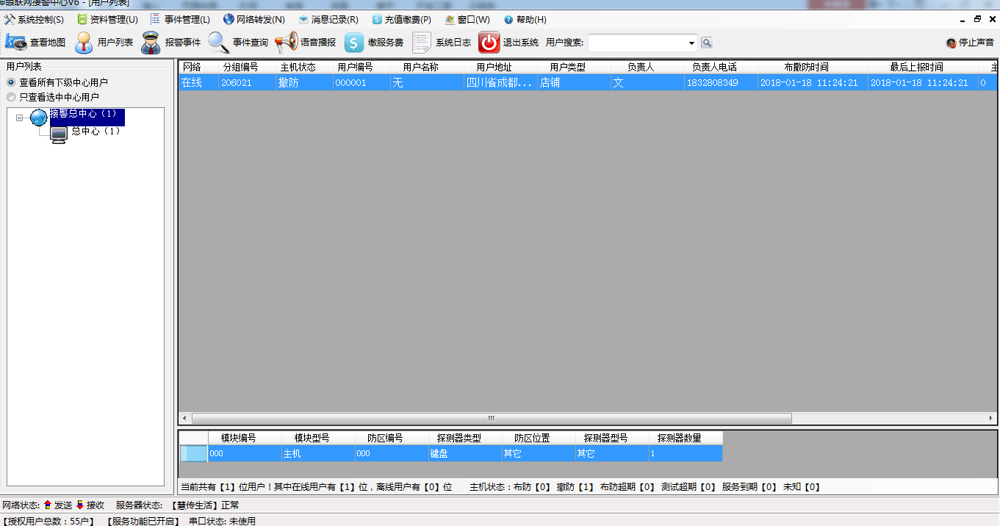 神眼联网接警中心V6 - [用户列表]
系统控制(S) 资料管理(U) 事件管理(L) 网络转发(N) 消息记录(R) 充值缴费(P) 窗口(W) 帮助(H)
查看地图 用户列表 报警事件 事件查询 语音播报 缴服务费 系统日志 退出系统 用户搜索: 停止声音
用户列表
查看所有下级中心用户
只查看选中中心用户
接警总中心（1）
总中心（1）
网络 分组编号 主机状态 用户编号 用户名称 用户地址 用户类型 负责人 负责人电话 布撤防时间 最后上报时间 主
在线 206021 撤防 000001 无 四川省成都... 店铺 文 1832808349 2018-01-18 11:24:21 2018-01-18 11:24:21 0
模块编号 模块型号 防区编号 探测器类型 防区位置 探测器型号 探测器数量
000 主机 000 键盘 其它 其它 1
当前共有【1】位用户！其中在线用户有【1】位，离线用户有【0】位 主机状态：布防【0】 撤防【1】 布防超期【0】 测试超期【0】 服务到期【0】 未知【0】
网络状态: 发送 接收 服务器状态: 【慧传生活】正常
【授权用户总数：55户】 【服务功能已开启】 串口状态: 未使用